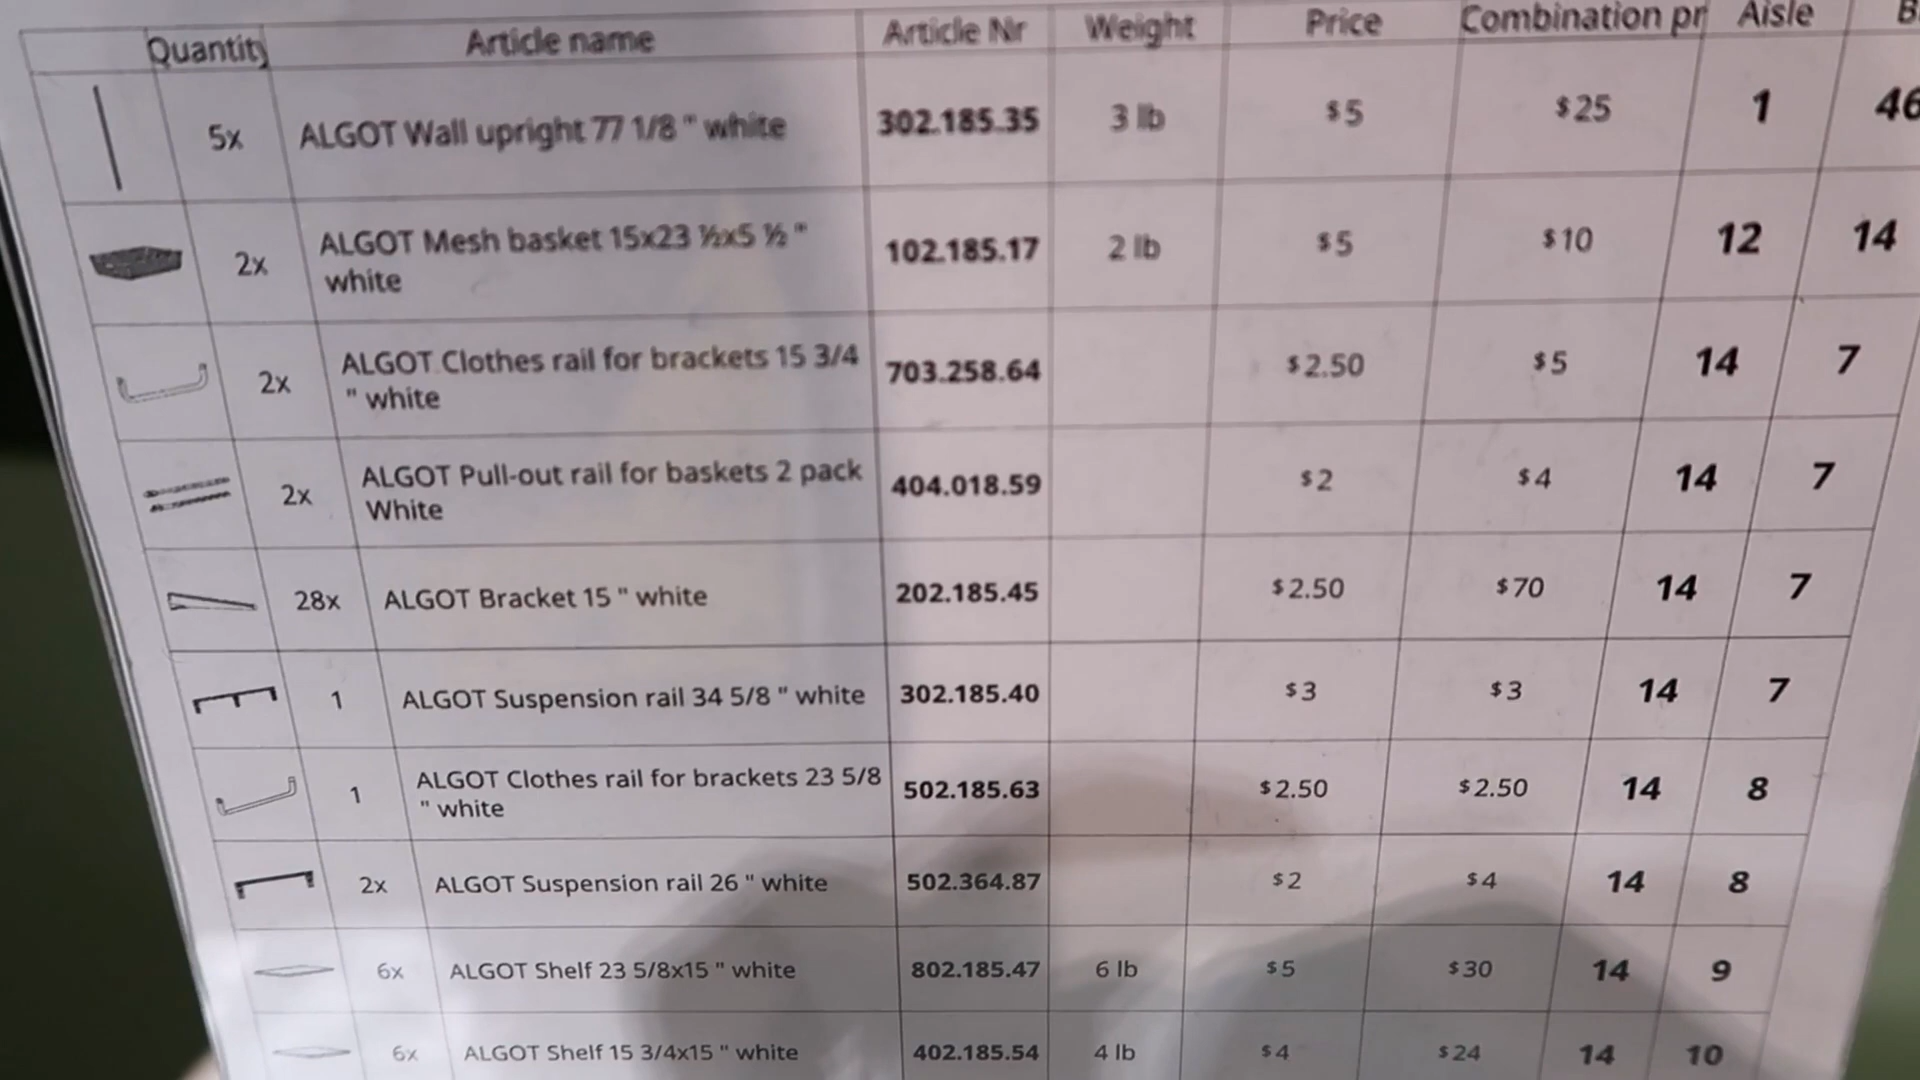 Quantity Article name Article Nr Weight Price Combination pr Aisle B
5x ALGOT Wall upright 77 1/8 " white 302.185.35 3 lb $5 $25 1 46
2x ALGOT Mesh basket 15x23 ½x5 ½ " 102.185.17 2 lb $5 $10 12 14
white
2x ALGOT Clothes rail for brackets 15 3/4 703.258.64 $2.50 $5 14 7
" white
2x ALGOT Pull-out rail for baskets 2 pack 404.018.59 $2 $4 14 7
White
28x ALGOT Bracket 15 " white 202.185.45 $2.50 $70 14 7
1 ALGOT Suspension rail 34 5/8 " white 302.185.40 $3 $3 14 7
1 ALGOT Clothes rail for brackets 23 5/8 502.185.63 $2.50 $2.50 14 8
" white
2x ALGOT Suspension rail 26 " white 502.364.87 $2 $4 14 8
6x ALGOT Shelf 23 5/8x15 " white 802.185.47 6 lb $5 $30 14 9
6x ALGOT Shelf 15 3/4x15 " white 402.185.54 4 lb $4 $24 14 10